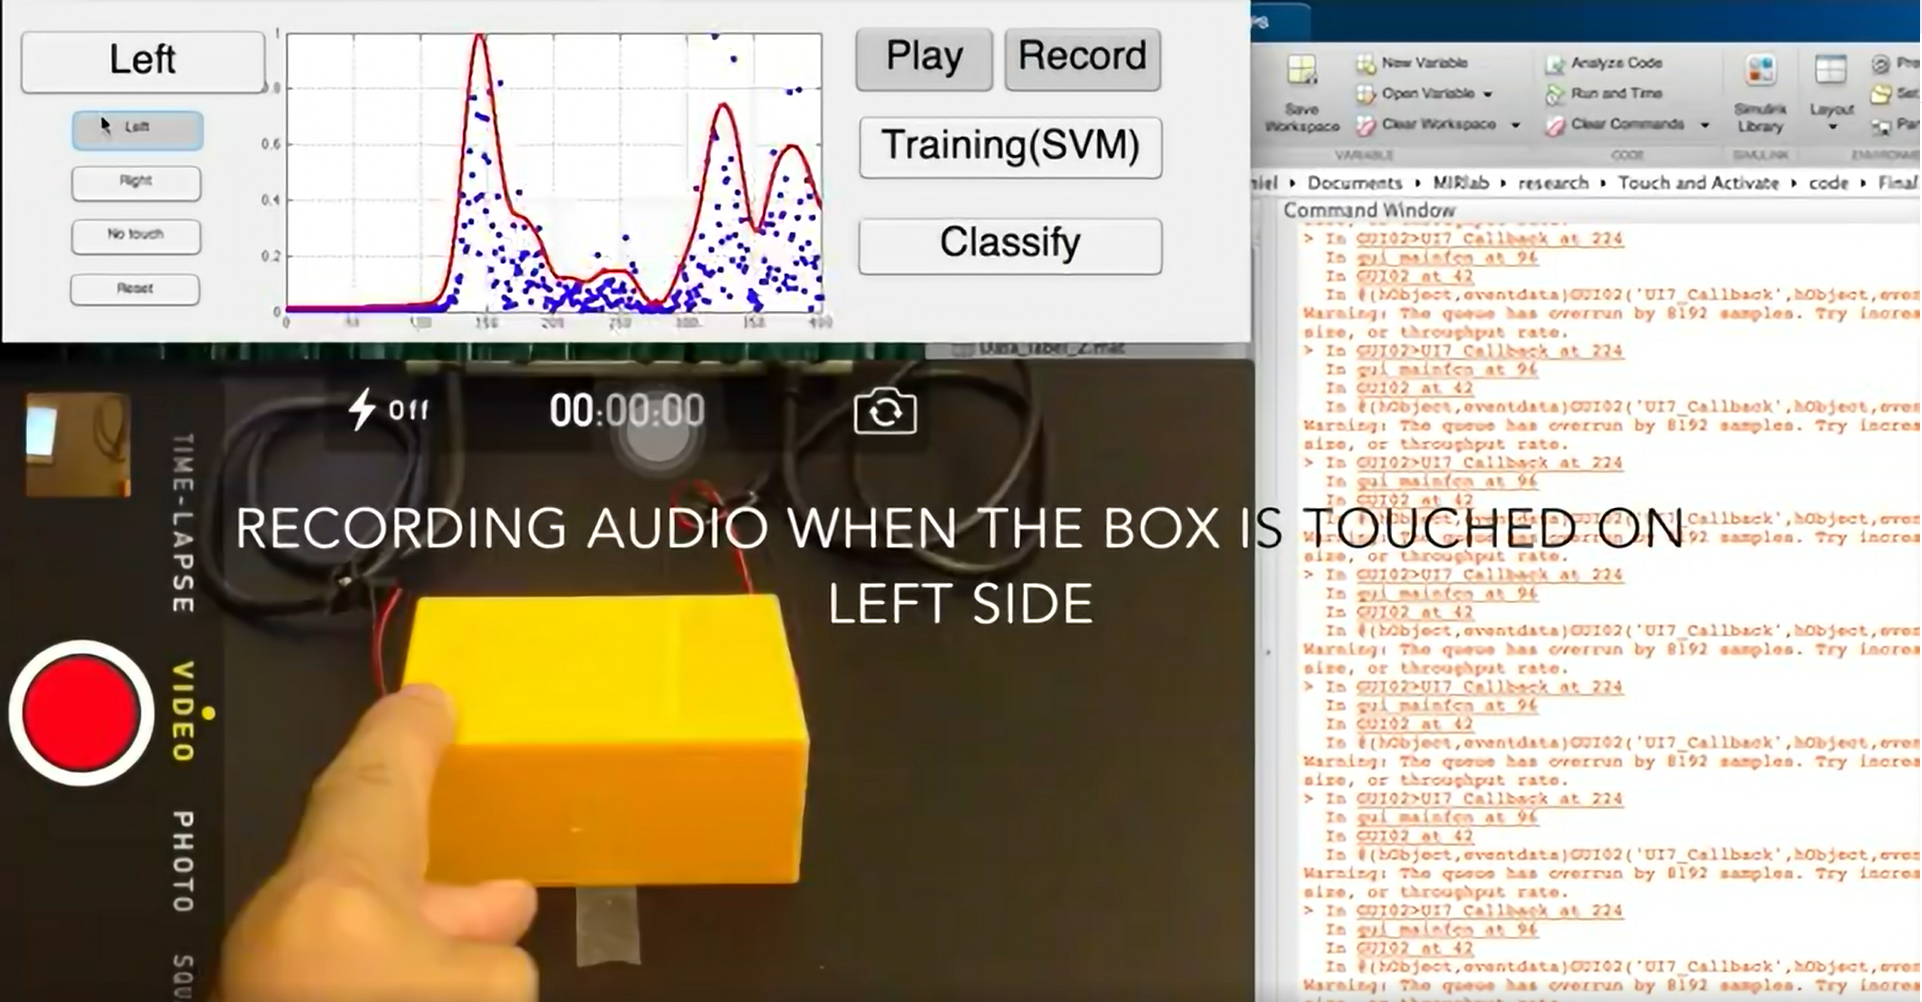 Left
Left
Right
No touch
Reset
1
0.8
0.6
0.4
0.2
0
0
50
100
150
200
250
300
350
400
Play
Record
Training(SVM)
Classify
Save
Workspace
New Variable
Open Variable
Clear Workspace
VARIABLE
Analyze Code
Run and Time
Clear Commands
CODE
Simulink
Library
SIMULINK
Layout
Documents
MIRlab
research
Touch and Activate
code
Final
Command Window
Off
00:00:00
TIME-LAPSE
VIDEO
PHOTO
SQU
RECORDING AUDIO WHEN THE BOX IS TOUCHED ON
LEFT SIDE
> In GUI02>UI7_Callback at 224
In gui_mainfcn at 96
In GUI02 at 42
In @(hObject,eventdata)GUI02('UI7_Callback',hObject,even
Warning: The queue has overrun by 8192 samples. Try increa
size, or throughput rate.
> In GUI02>UI7_Callback at 224
In gui_mainfcn at 96
In GUI02 at 42
In @(hObject,eventdata)GUI02('UI7_Callback',hObject,even
Warning: The queue has overrun by 8192 samples. Try increa
size, or throughput rate.
> In GUI02>UI7_Callback at 224
In gui_mainfcn at 96
In GUI02 at 42
size, or throughput rate.
> In GUI02>UI7_Callback at 224
In gui_mainfcn at 96
In GUI02 at 42
In @(hObject,eventdata)GUI02('UI7_Callback',hObject,even
Warning: The queue has overrun by 8192 samples. Try increa
size, or throughput rate.
> In GUI02>UI7_Callback at 224
In gui_mainfcn at 96
In GUI02 at 42
In @(hObject,eventdata)GUI02('UI7_Callback',hObject,even
Warning: The queue has overrun by 8192 samples. Try increa
size, or throughput rate.
> In GUI02>UI7_Callback at 224
In gui_mainfcn at 96
In GUI02 at 42
In @(hObject,eventdata)GUI02('UI7_Callback',hObject,even
Warning: The queue has overrun by 8192 samples. Try increa
size, or throughput rate.
> In GUI02>UI7_Callback at 224
In gui_mainfcn at 96
In GUI02 at 42
In @(hObject,eventdata)GUI02('UI7_Callback',hObject,even
Warning: The queue has overrun by 8192 samples. Try increa